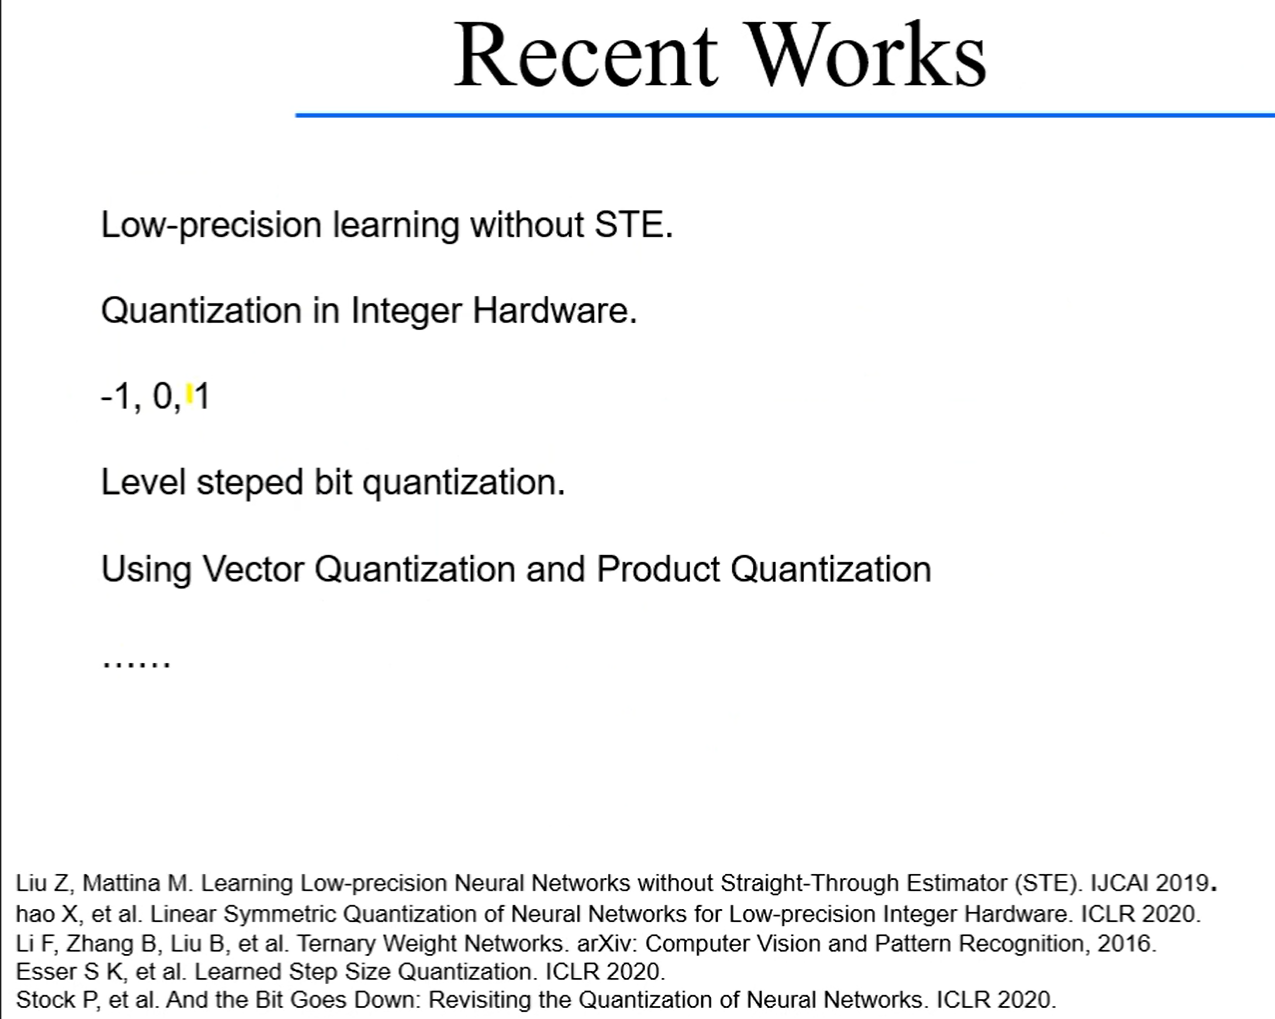 Recent Works
Low-precision learning without STE.
Quantization in Integer Hardware.
-1, 0, 1
Level steped bit quantization.
Using Vector Quantization and Product Quantization
......
Liu Z, Mattina M. Learning Low-precision Neural Networks without Straight-Through Estimator (STE). IJCAI 2019.
hao X, et al. Linear Symmetric Quantization of Neural Networks for Low-precision Integer Hardware. ICLR 2020.
Li F, Zhang B, Liu B, et al. Ternary Weight Networks. arXiv: Computer Vision and Pattern Recognition, 2016.
Esser S K, et al. Learned Step Size Quantization. ICLR 2020.
Stock P, et al. And the Bit Goes Down: Revisiting the Quantization of Neural Networks. ICLR 2020.